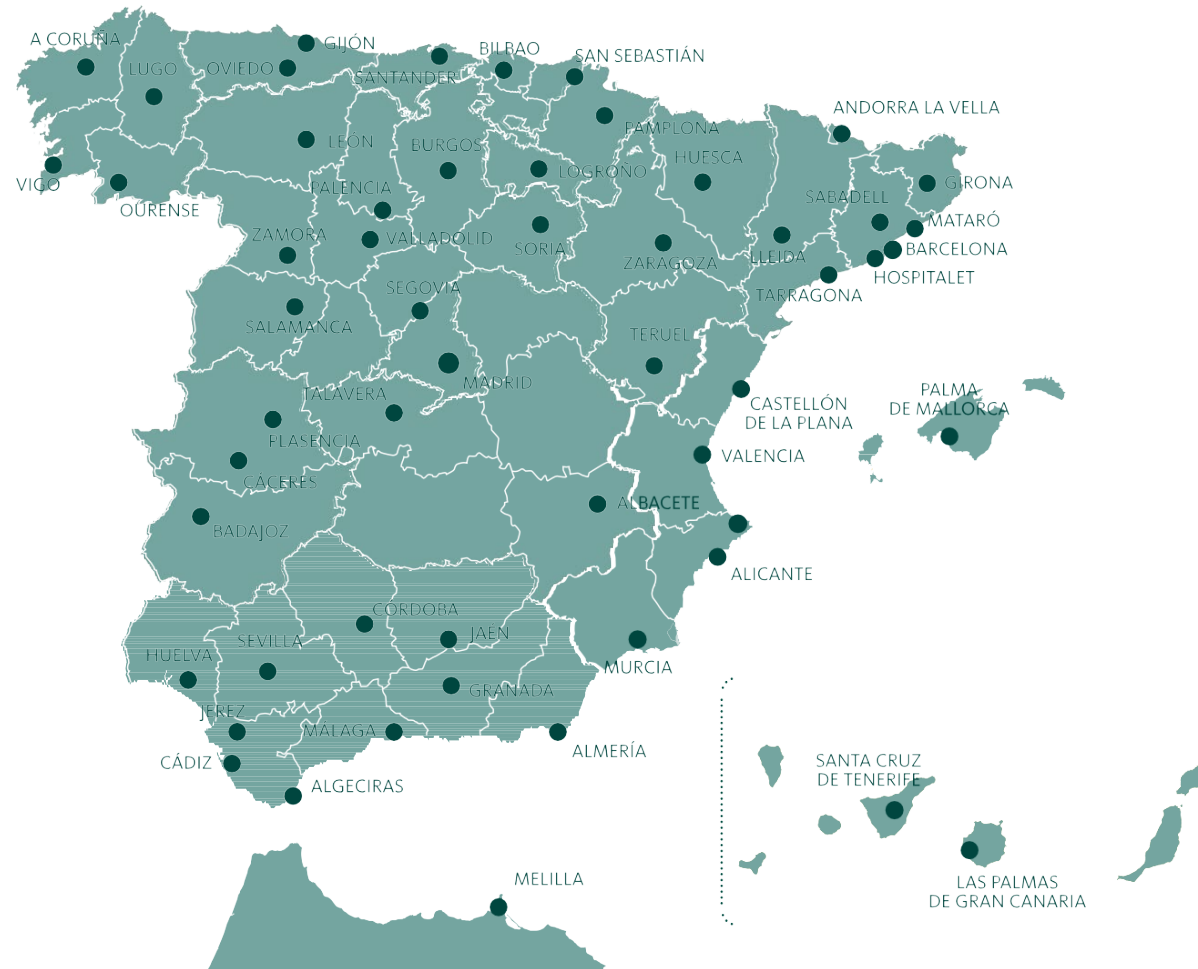 A CORUÑA
LUGO
OVIEDO
GIJÓN
SANTANDER
BILBAO
SAN SEBASTIÁN
PAMPLONA
ANDORRA LA VELLA
LEÓN
BURGOS
LOGROÑO
HUESCA
VIGO
OURENSE
PALENCIA
SABADELL
GIRONA
ZAMORA
VALLADOLID
SORIA
ZARAGOZA
LLEIDA
MATARÓ
BARCELONA
HOSPITALET
TARRAGONA
SEGOVIA
SALAMANCA
TERUEL
MADRID
TALAVERA
PLASENCIA
CASTELLÓN
DE LA PLANA
PALMA
DE MALLORCA
VALENCIA
CÁCERES
ALBACETE
BADAJOZ
ALICANTE
CÓRDOBA
JAÉN
SEVILLA
HUELVA
MURCIA
GRANADA
JEREZ
MÁLAGA
ALMERÍA
CÁDIZ
ALGECIRAS
SANTA CRUZ
DE TENERIFE
MELILLA
LAS PALMAS
DE GRAN CANARIA